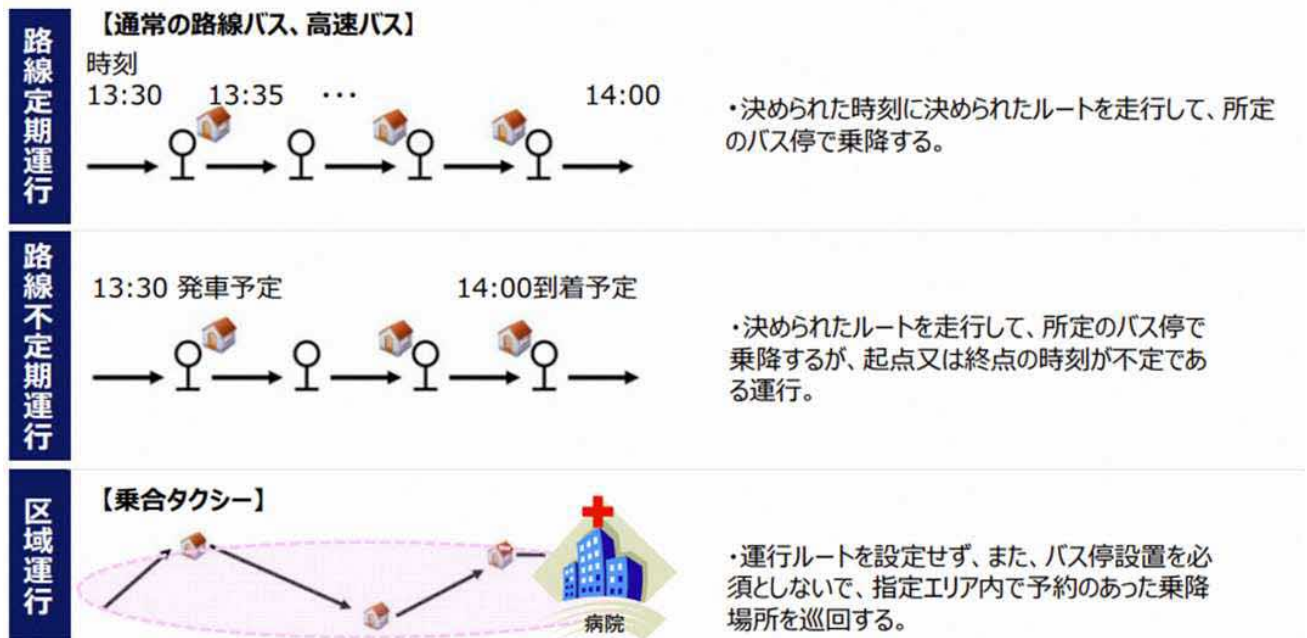 路線定期運行
【通常の路線バス、高速バス】
時刻
13:30 13:35 ・・・ 14:00
・決められた時刻に決められたルートを走行して、所定
のバス停で乗降する。
路線不定期運行
13:30 発車予定 14:00到着予定
・決められたルートを走行して、所定のバス停で
乗降するが、起点又は終点の時刻が不定であ
る運行。
区域運行
【乗合タクシー】
病院
・運行ルートを設定せず、また、バス停設置を必
須としないで、指定エリア内で予約のあった乗降
場所を巡回する。